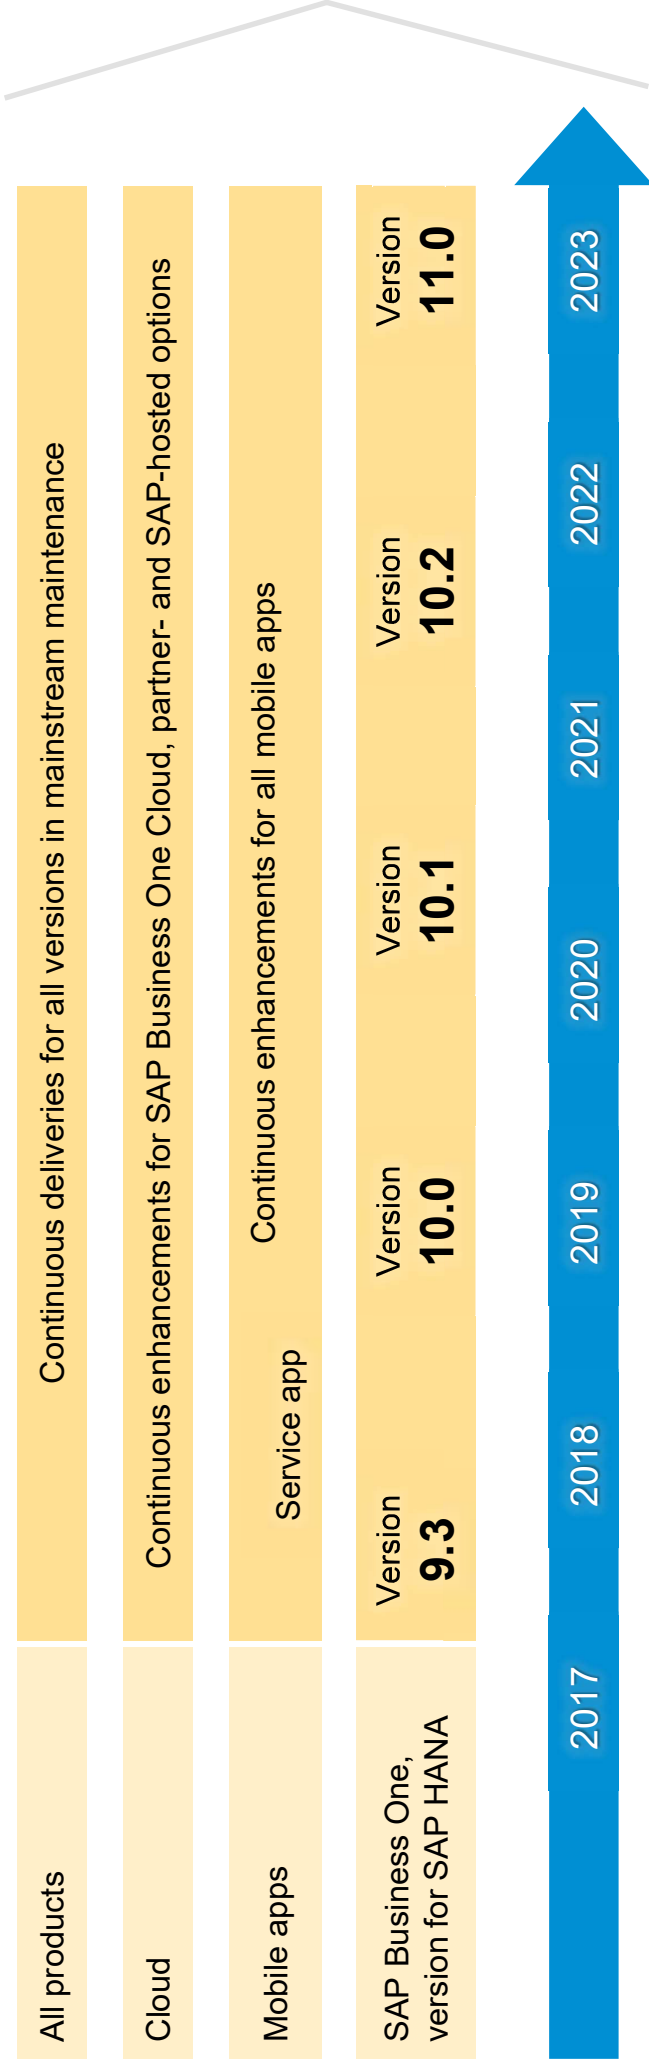 All products
Continuous deliveries for all versions in mainstream maintenance
Cloud
Continuous enhancements for SAP Business One Cloud, partner- and SAP-hosted options
Mobile apps
Continuous enhancements for all mobile apps
Service app
SAP Business One,
version for SAP HANA
Version
9.3
Version
10.0
Version
10.1
Version
10.2
Version
11.0
2017
2018
2019
2020
2021
2022
2023